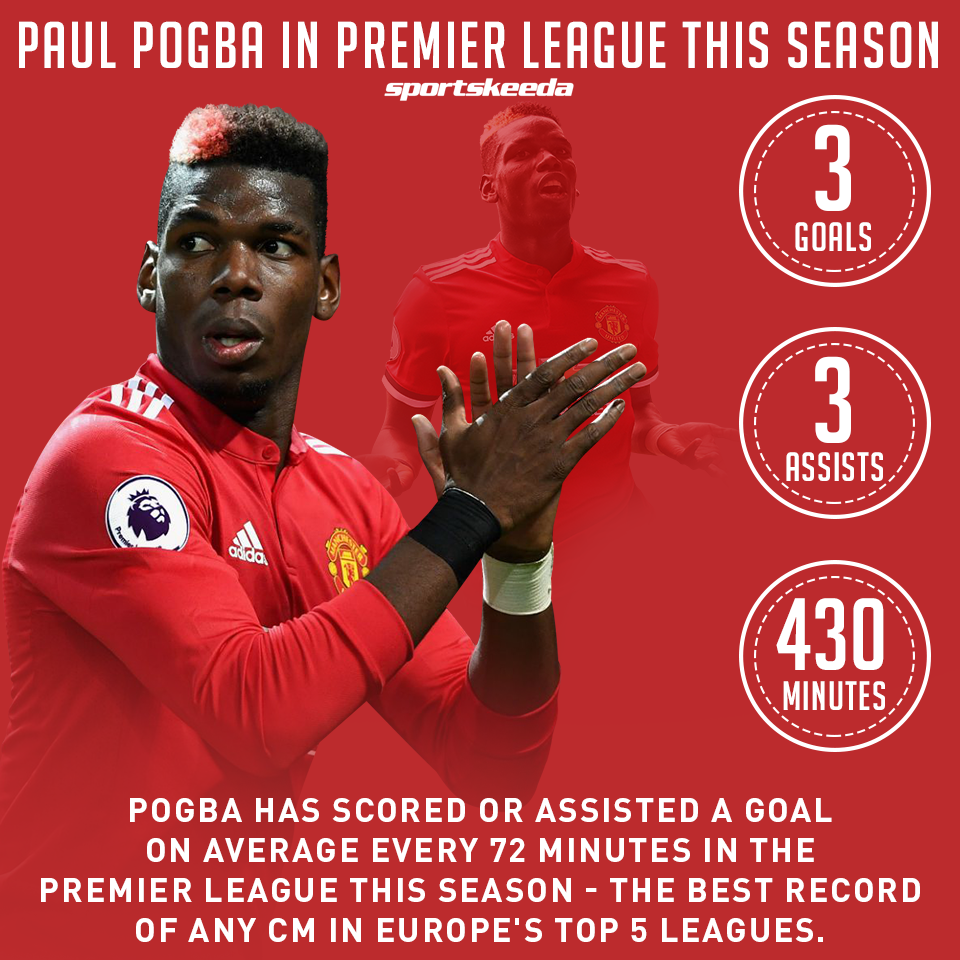 PAUL POGBA IN PREMIER LEAGUE THIS SEASON
sportskeeda
3
GOALS
3
ASSISTS
430
MINUTES
adidas
POGBA HAS SCORED OR ASSISTED A GOAL
ON AVERAGE EVERY 72 MINUTES IN THE
PREMIER LEAGUE THIS SEASON - THE BEST RECORD
OF ANY CM IN EUROPE'S TOP 5 LEAGUES.